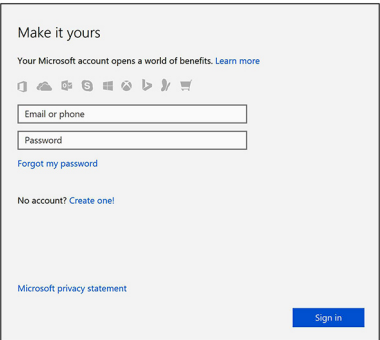 Make it yours
Your Microsoft account opens a world of benefits. Learn more
Email or phone
Password
Forgot my password
No account? Create one!
Microsoft privacy statement
Sign in